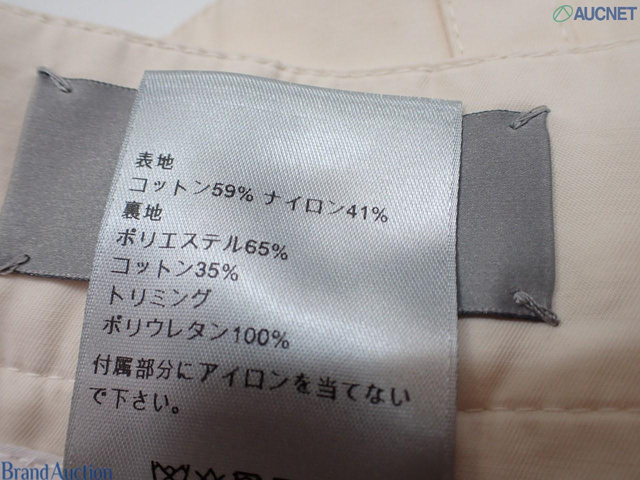 AUCNET
表地
コットン59% ナイロン41%
裏地
ポリエステル65%
コットン35%
トリミング
ポリウレタン100%
付属部分にアイロンを当てない
で下さい。
Brand Auction